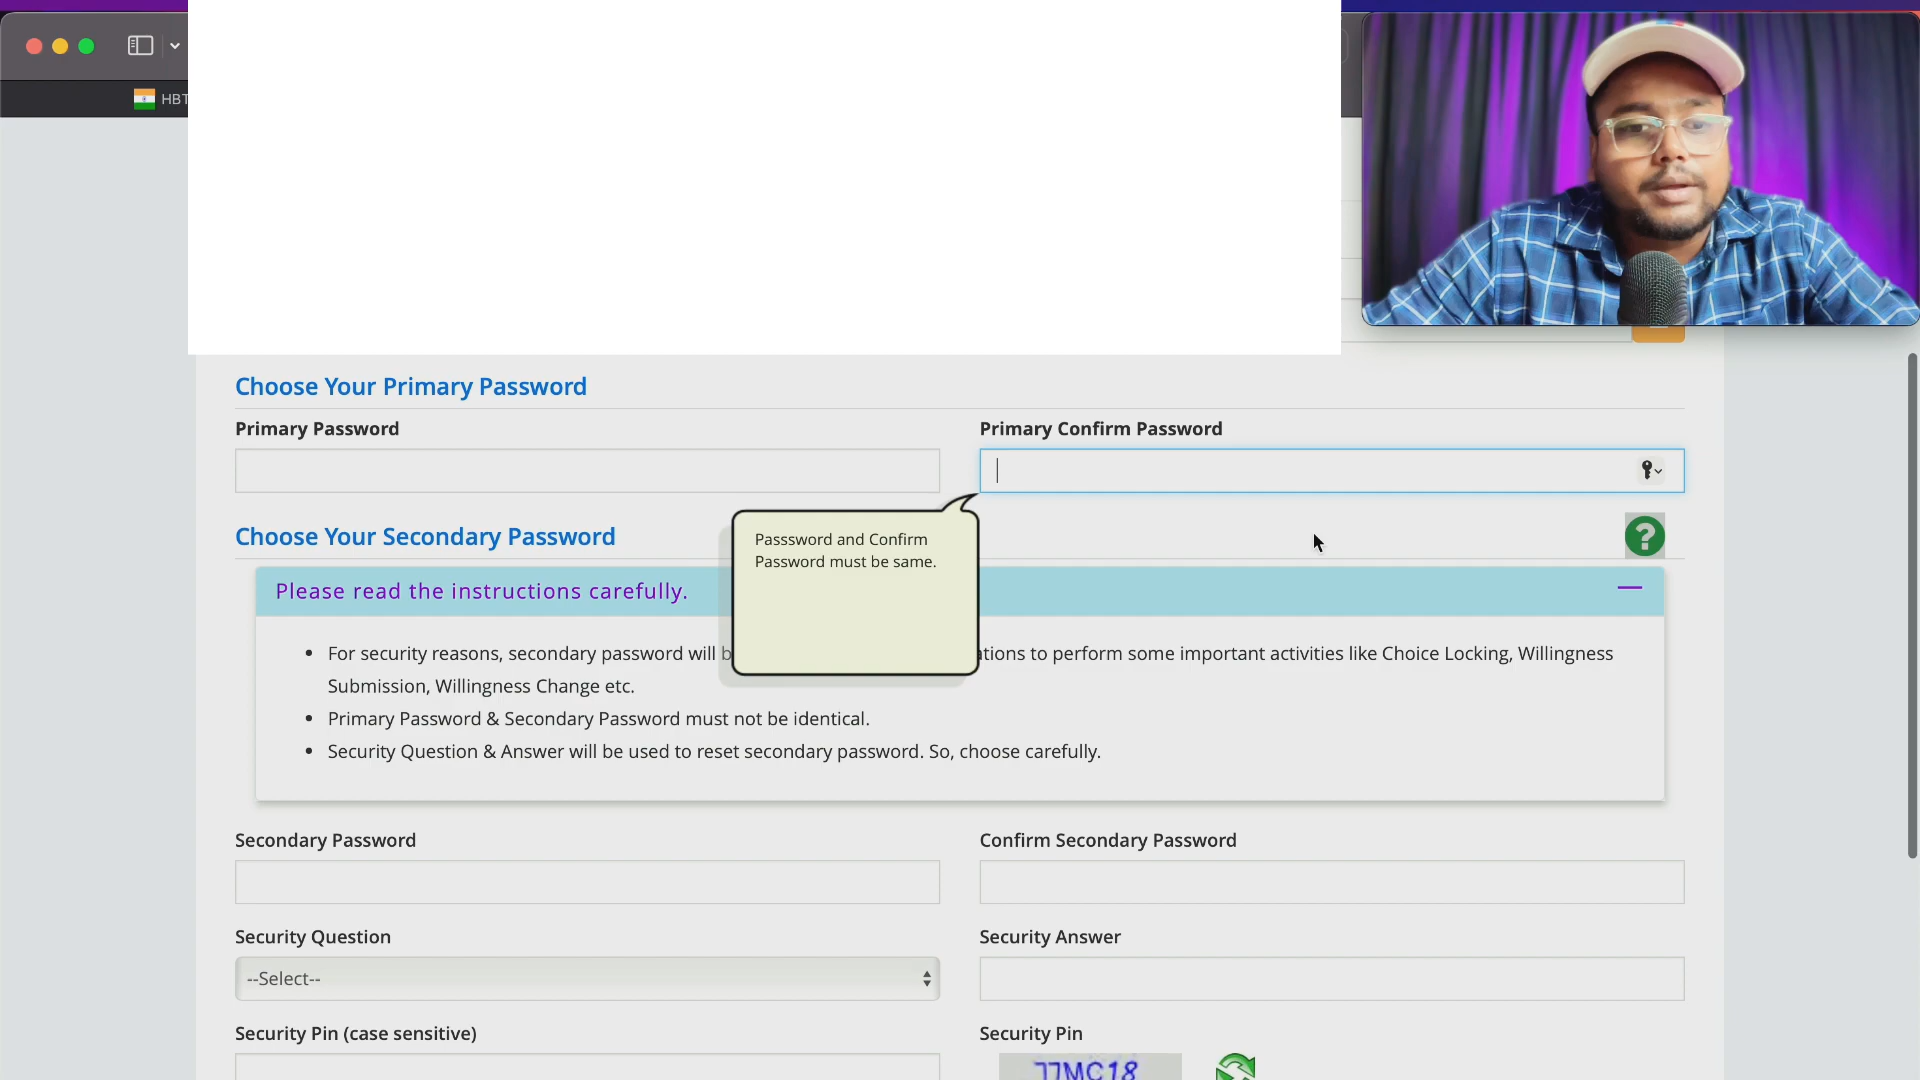 HBT
Choose Your Primary Password
Primary Password
Primary Confirm Password
Passsword and Confirm
Password must be same.
Choose Your Secondary Password
Please read the instructions carefully.
For security reasons, secondary password will ations to perform some important activities like Choice Locking, Willingness
Submission, Willingness Change etc.
Primary Password & Secondary Password must not be identical.
Security Question & Answer will be used to reset secondary password. So, choose carefully.
Secondary Password
Confirm Secondary Password
Security Question
Security Answer
--Select--
Security Pin (case sensitive)
Security Pin